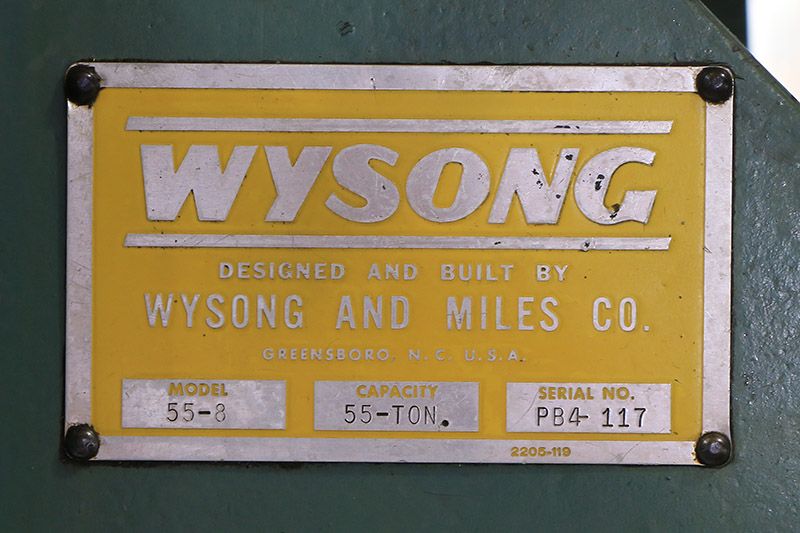 WYSONG
DESIGNED AND BUILT BY
WYSONG AND MILES CO.
GREENSBORO, N.C. U.S.A.
MODEL CAPACITY SERIAL NO.
55-8 55-TON. PB4- 117
2205-119